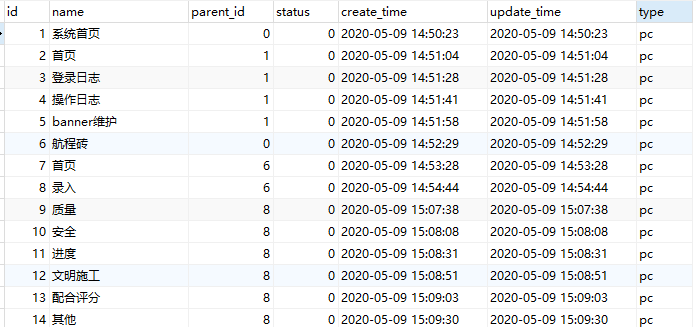 id name parent_id status create_time update_time type
1 系统首页 0 0 2020-05-09 14:50:23 2020-05-09 14:50:23 pc
2 首页 1 0 2020-05-09 14:51:04 2020-05-09 14:51:04 pc
3 登录日志 1 0 2020-05-09 14:51:28 2020-05-09 14:51:28 pc
4 操作日志 1 0 2020-05-09 14:51:41 2020-05-09 14:51:41 pc
5 banner维护 1 0 2020-05-09 14:51:58 2020-05-09 14:51:58 pc
6 航程砖 0 0 2020-05-09 14:52:29 2020-05-09 14:52:29 pc
7 首页 6 0 2020-05-09 14:53:28 2020-05-09 14:53:28 pc
8 录入 6 0 2020-05-09 14:54:44 2020-05-09 14:54:44 pc
9 质量 8 0 2020-05-09 15:07:38 2020-05-09 15:07:38 pc
10 安全 8 0 2020-05-09 15:08:08 2020-05-09 15:08:08 pc
11 进度 8 0 2020-05-09 15:08:31 2020-05-09 15:08:31 pc
12 文明施工 8 0 2020-05-09 15:08:51 2020-05-09 15:08:51 pc
13 配合评分 8 0 2020-05-09 15:09:03 2020-05-09 15:09:03 pc
14 其他 8 0 2020-05-09 15:09:30 2020-05-09 15:09:30 pc